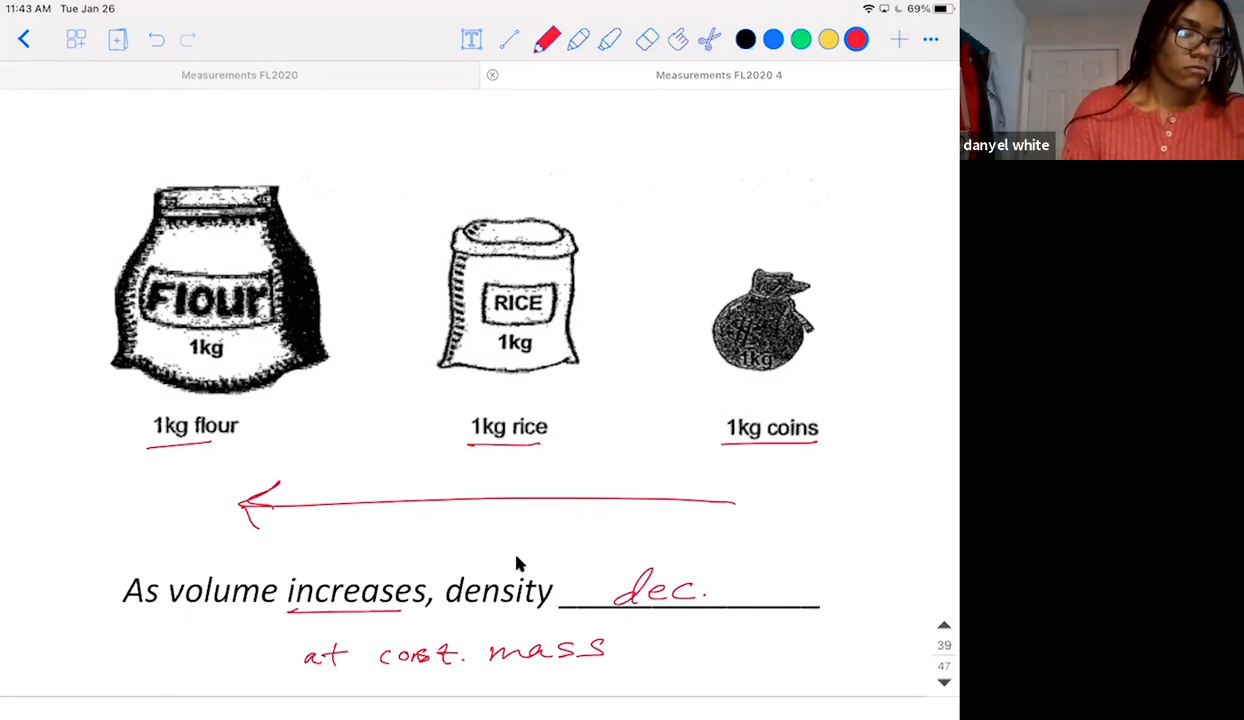 11:43 AM Tue Jan 26
69%
Measurements FL2020
Measurements FL2020 4
danyel white
Flour
1kg
RICE
1kg
1kg
1kg flour
1kg rice
1kg coins
As volume increases, density dec.
at const. mass
39
47